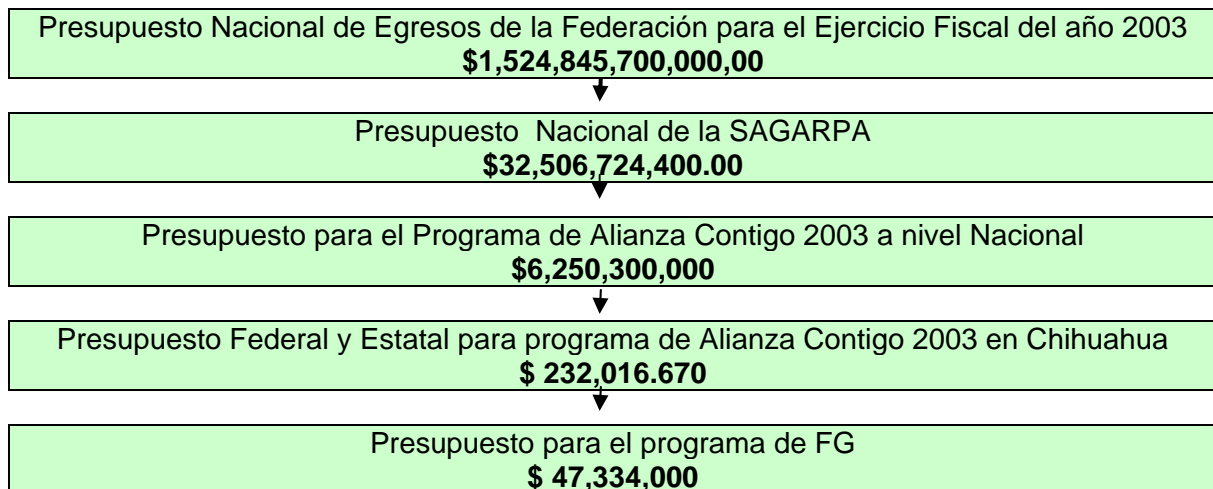 Presupuesto Nacional de Egresos de la Federación para el Ejercicio Fiscal del año 2003
$1,524,845,700,000,00
Presupuesto Nacional de la SAGARPA
$32,506,724,400.00
Presupuesto para el Programa de Alianza Contigo 2003 a nivel Nacional
$6,250,300,000
Presupuesto Federal y Estatal para programa de Alianza Contigo 2003 en Chihuahua
$ 232,016.670
Presupuesto para el programa de FG
$ 47,334,000